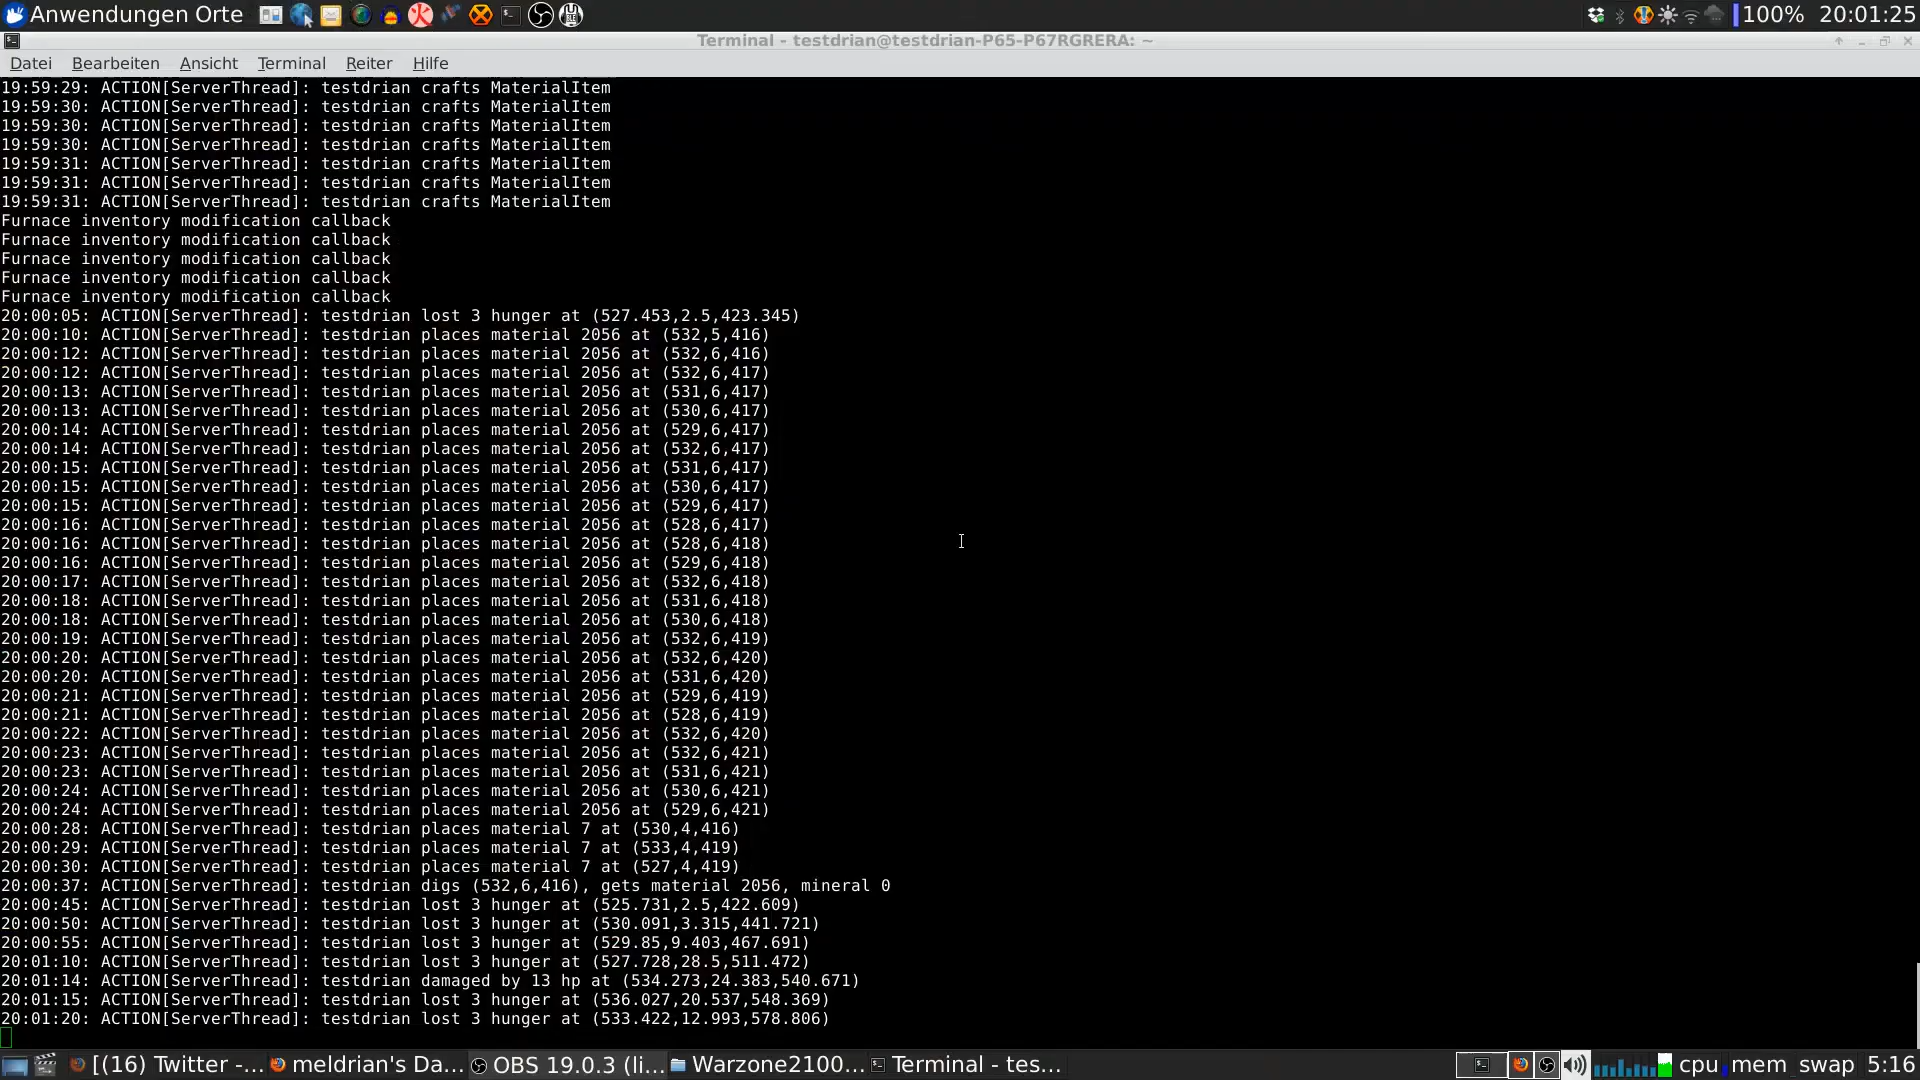 Anwendungen Orte 100% 20:01:25
Terminal - testdrian@testdrian-P65-P67RGRERA: ~
Datei Bearbeiten Ansicht Terminal Reiter Hilfe
19:59:29: ACTION[ServerThread]: testdrian crafts MaterialItem
19:59:30: ACTION[ServerThread]: testdrian crafts MaterialItem
19:59:30: ACTION[ServerThread]: testdrian crafts MaterialItem
19:59:30: ACTION[ServerThread]: testdrian crafts MaterialItem
19:59:31: ACTION[ServerThread]: testdrian crafts MaterialItem
19:59:31: ACTION[ServerThread]: testdrian crafts MaterialItem
19:59:31: ACTION[ServerThread]: testdrian crafts MaterialItem
Furnace inventory modification callback
Furnace inventory modification callback
Furnace inventory modification callback
Furnace inventory modification callback
Furnace inventory modification callback
20:00:05: ACTION[ServerThread]: testdrian lost 3 hunger at (527.453,2.5,423.345)
20:00:10: ACTION[ServerThread]: testdrian places material 2056 at (532,5,416)
20:00:12: ACTION[ServerThread]: testdrian places material 2056 at (532,6,416)
20:00:12: ACTION[ServerThread]: testdrian places material 2056 at (532,6,417)
20:00:13: ACTION[ServerThread]: testdrian places material 2056 at (531,6,417)
20:00:13: ACTION[ServerThread]: testdrian places material 2056 at (530,6,417)
20:00:14: ACTION[ServerThread]: testdrian places material 2056 at (529,6,417)
20:00:14: ACTION[ServerThread]: testdrian places material 2056 at (532,6,417)
20:00:15: ACTION[ServerThread]: testdrian places material 2056 at (531,6,417)
20:00:15: ACTION[ServerThread]: testdrian places material 2056 at (530,6,417)
20:00:15: ACTION[ServerThread]: testdrian places material 2056 at (529,6,417)
20:00:16: ACTION[ServerThread]: testdrian places material 2056 at (528,6,417)
20:00:16: ACTION[ServerThread]: testdrian places material 2056 at (528,6,418)
20:00:16: ACTION[ServerThread]: testdrian places material 2056 at (529,6,418)
20:00:17: ACTION[ServerThread]: testdrian places material 2056 at (532,6,418)
20:00:18: ACTION[ServerThread]: testdrian places material 2056 at (531,6,418)
20:00:18: ACTION[ServerThread]: testdrian places material 2056 at (530,6,418)
20:00:19: ACTION[ServerThread]: testdrian places material 2056 at (532,6,419)
20:00:20: ACTION[ServerThread]: testdrian places material 2056 at (532,6,420)
20:00:20: ACTION[ServerThread]: testdrian places material 2056 at (531,6,420)
20:00:21: ACTION[ServerThread]: testdrian places material 2056 at (529,6,419)
20:00:21: ACTION[ServerThread]: testdrian places material 2056 at (528,6,419)
20:00:22: ACTION[ServerThread]: testdrian places material 2056 at (532,6,420)
20:00:23: ACTION[ServerThread]: testdrian places material 2056 at (532,6,421)
20:00:23: ACTION[ServerThread]: testdrian places material 2056 at (531,6,421)
20:00:24: ACTION[ServerThread]: testdrian places material 2056 at (530,6,421)
20:00:24: ACTION[ServerThread]: testdrian places material 2056 at (529,6,421)
20:00:28: ACTION[ServerThread]: testdrian places material 7 at (530,4,416)
20:00:29: ACTION[ServerThread]: testdrian places material 7 at (533,4,419)
20:00:30: ACTION[ServerThread]: testdrian places material 7 at (527,4,419)
20:00:37: ACTION[ServerThread]: testdrian digs (532,6,416), gets material 2056, mineral 0
20:00:45: ACTION[ServerThread]: testdrian lost 3 hunger at (525.731,2.5,422.609)
20:00:50: ACTION[ServerThread]: testdrian lost 3 hunger at (530.091,3.315,441.721)
20:00:55: ACTION[ServerThread]: testdrian lost 3 hunger at (529.85,9.403,467.691)
20:01:10: ACTION[ServerThread]: testdrian lost 3 hunger at (527.728,28.5,511.472)
20:01:14: ACTION[ServerThread]: testdrian damaged by 13 hp at (534.273,24.383,540.671)
20:01:15: ACTION[ServerThread]: testdrian lost 3 hunger at (536.027,20.537,548.369)
20:01:20: ACTION[ServerThread]: testdrian lost 3 hunger at (533.422,12.993,578.806)
[(16) Twitter -... meldrian's Da... OBS 19.0.3 (li... Warzone2100... Terminal - tes... cpu mem swap 5:16